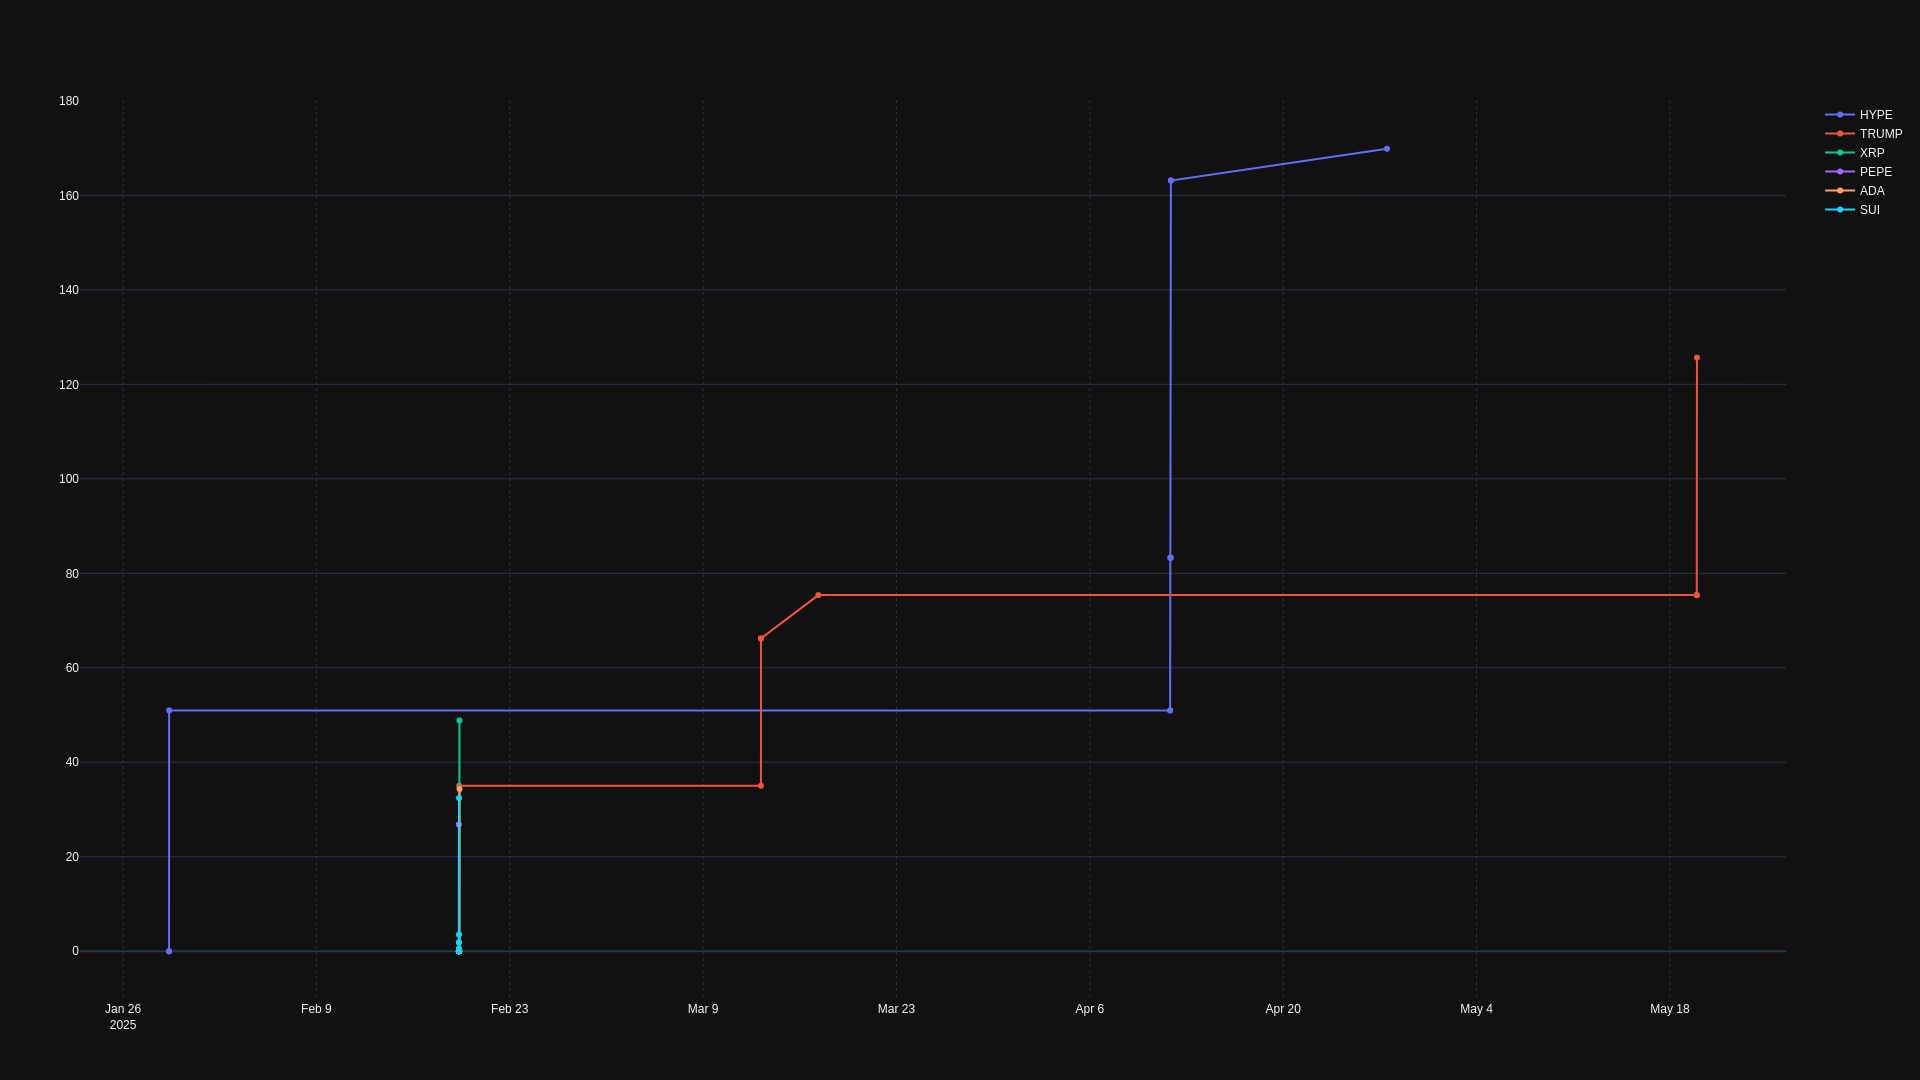 180
160
140
120
100
80
60
40
20
0
Jan 26
2025
Feb 9
Feb 23
Mar 9
Mar 23
Apr 6
Apr 20
May 4
May 18
HYPE
TRUMP
XRP
PEPE
ADA
SUI